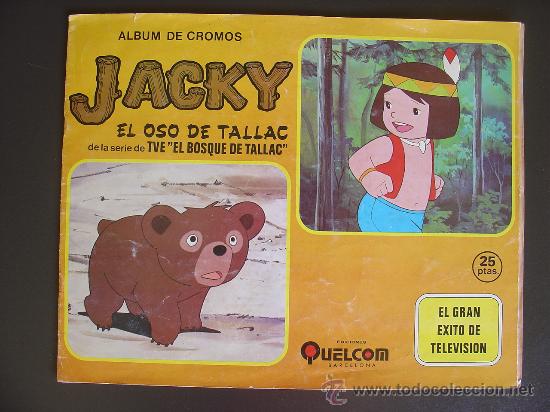 ALBUM DE CROMOS
JACKY
EL OSO DE TALLAC
de la serie de TVE "EL BOSQUE DE TALLAC"
25
ptas.
EL GRAN
EXITO DE
TELEVISION
EDICIONES
QUELCOM
BARCELONA
© todocoleccion.net